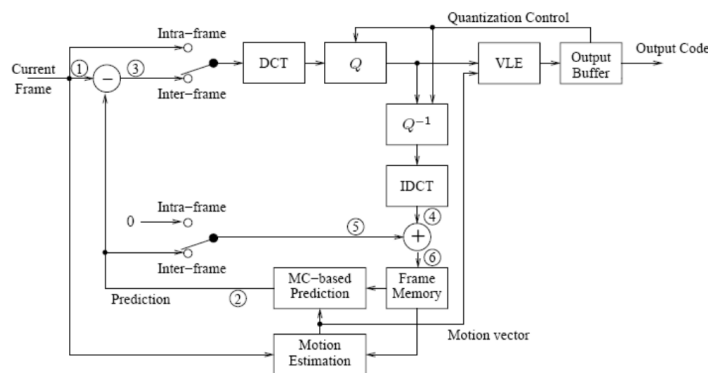 Quantization Control
Intra-frame
Output Code
Current
Frame
①
−
③
DCT
Q
VLE
Output
Buffer
Inter-frame
Q⁻¹
IDCT
Intra-frame
0
④
⑤
+
⑥
Inter-frame
MC-based
Prediction
Frame
Memory
Prediction
②
Motion vector
Motion
Estimation